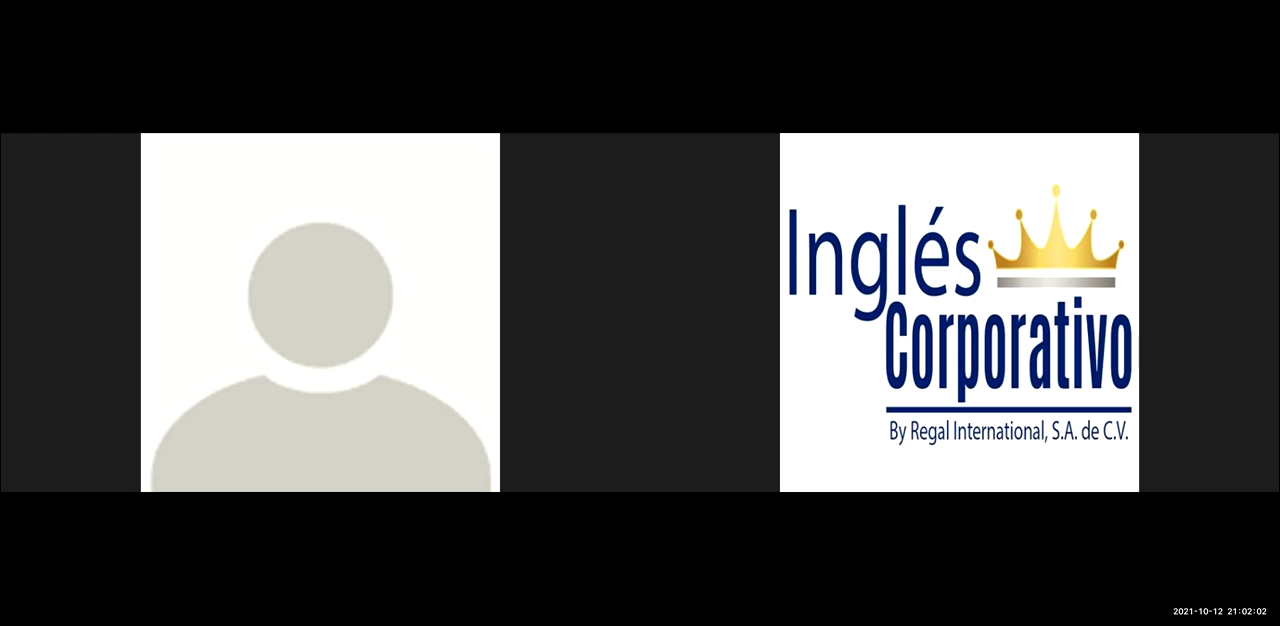 Inglés
Corporativo
By Regal International, S.A. de C.V.
2021-10-12 21:02:02